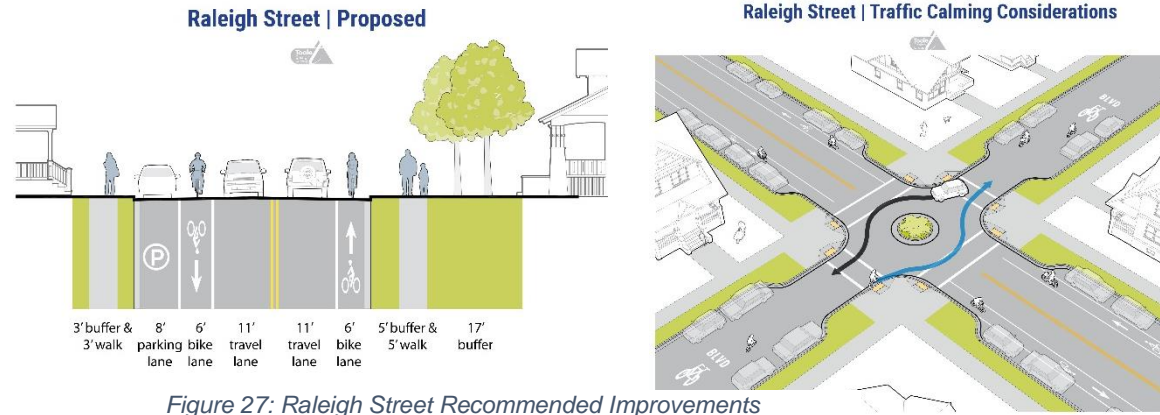 Raleigh Street | Proposed
Raleigh Street | Traffic Calming Considerations
P
3' buffer &
3' walk
8'
parking
lane
6'
bike
lane
11'
travel
lane
11'
travel
lane
6'
bike
lane
5' buffer &
5' walk
17'
buffer
BLVD
BLVD
Figure 27: Raleigh Street Recommended Improvements